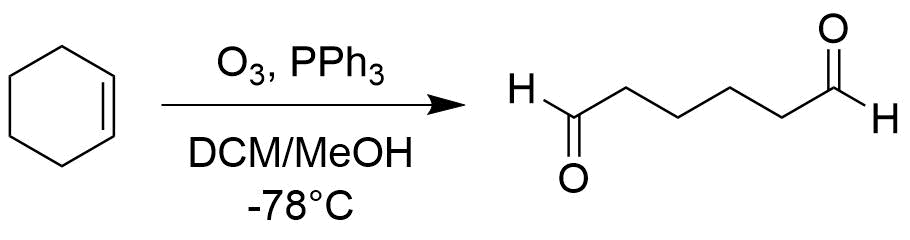 O₃, PPh₃
DCM/MeOH
-78°C
H
O
O
H